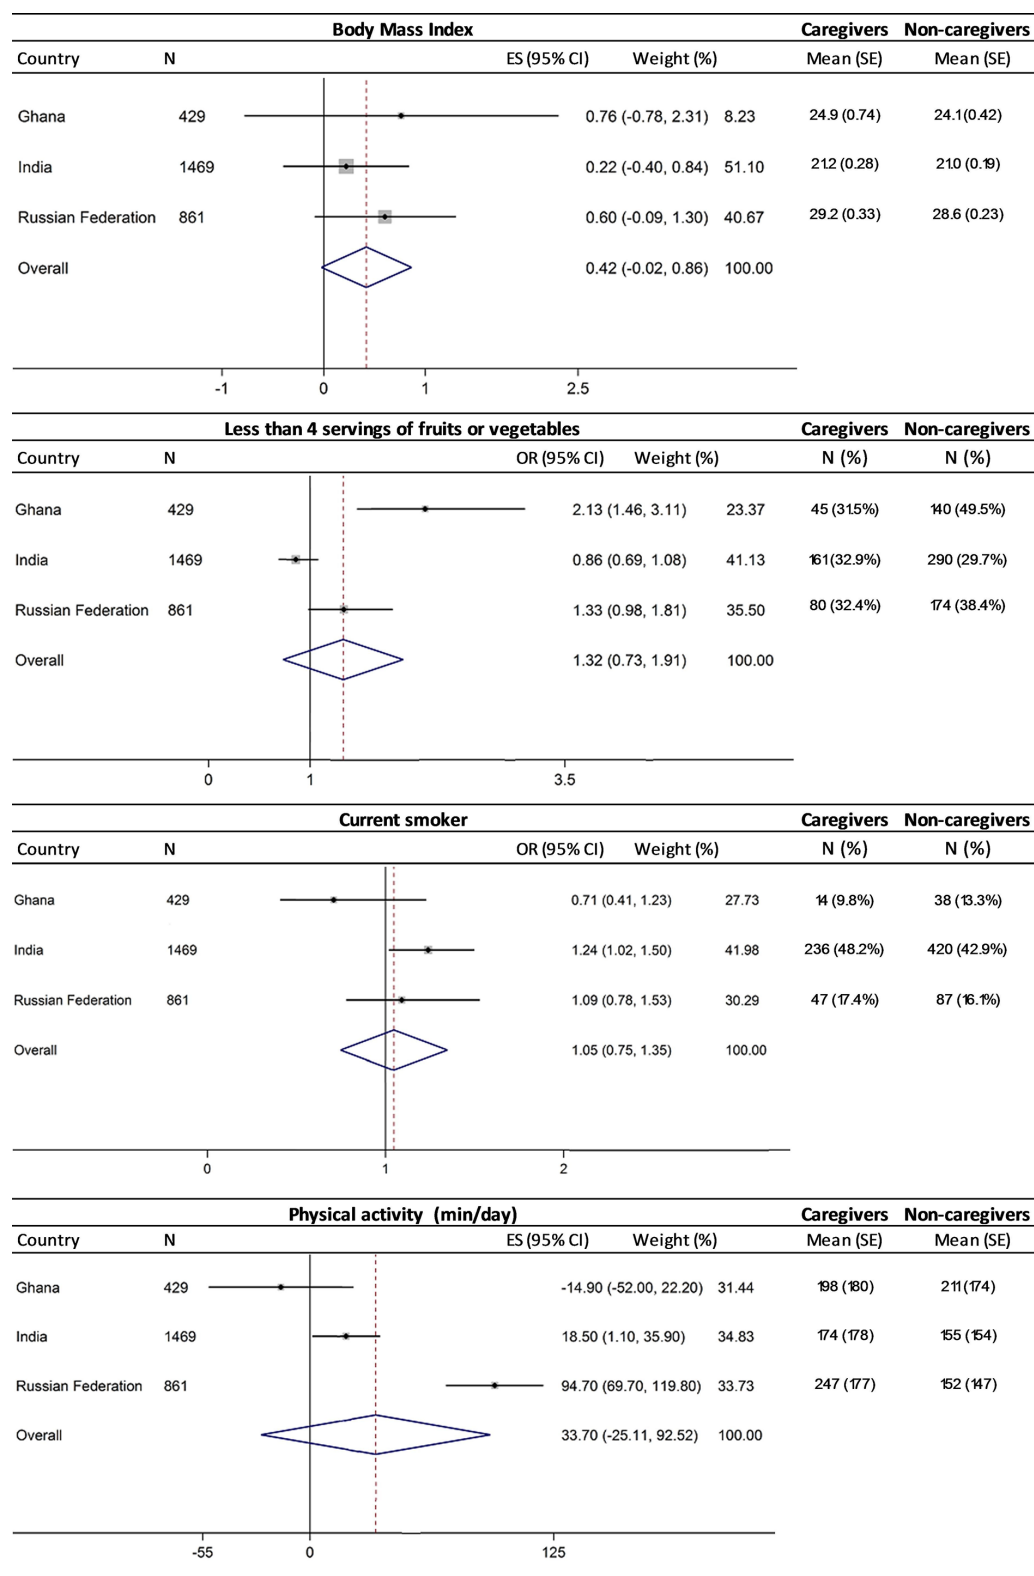 Body Mass Index Caregivers Non-caregivers
Country N ES (95% CI) Weight (%) Mean (SE) Mean (SE)
Ghana 429 0.76 (-0.78, 2.31) 8.23 24.9 (0.74) 24.1(0.42)
India 1469 0.22 (-0.40, 0.84) 51.10 21.2 (0.28) 21.0 (0.19)
Russian Federation 861 0.60 (-0.09, 1.30) 40.67 29.2 (0.33) 28.6 (0.23)
Overall 0.42 (-0.02, 0.86) 100.00
-1 0 1 2.5
Less than 4 servings of fruits or vegetables Caregivers Non-caregivers
Country N OR (95% CI) Weight (%) N (%) N (%)
Ghana 429 2.13 (1.46, 3.11) 23.37 45 (31.5%) 140 (49.5%)
India 1469 0.86 (0.69, 1.08) 41.13 161(32.9%) 290 (29.7%)
Russian Federation 861 1.33 (0.98, 1.81) 35.50 80 (32.4%) 174 (38.4%)
Overall 1.32 (0.73, 1.91) 100.00
0 1 3.5
Current smoker Caregivers Non-caregivers
Country N OR (95% CI) Weight (%) N (%) N (%)
Ghana 429 0.71 (0.41, 1.23) 27.73 14 (9.8%) 38 (13.3%)
India 1469 1.24 (1.02, 1.50) 41.98 236 (48.2%) 420 (42.9%)
Russian Federation 861 1.09 (0.78, 1.53) 30.29 47 (17.4%) 87 (16.1%)
Overall 1.05 (0.75, 1.35) 100.00
0 1 2
Physical activity (min/day) Caregivers Non-caregivers
Country N ES (95% CI) Weight (%) Mean (SE) Mean (SE)
Ghana 429 -14.90 (-52.00, 22.20) 31.44 198 (180) 211 (174)
India 1469 18.50 (1.10, 35.90) 34.83 174 (178) 155 (154)
Russian Federation 861 94.70 (69.70, 119.80) 33.73 247 (177) 152 (147)
Overall 33.70 (-25.11, 92.52) 100.00
-55 0 125